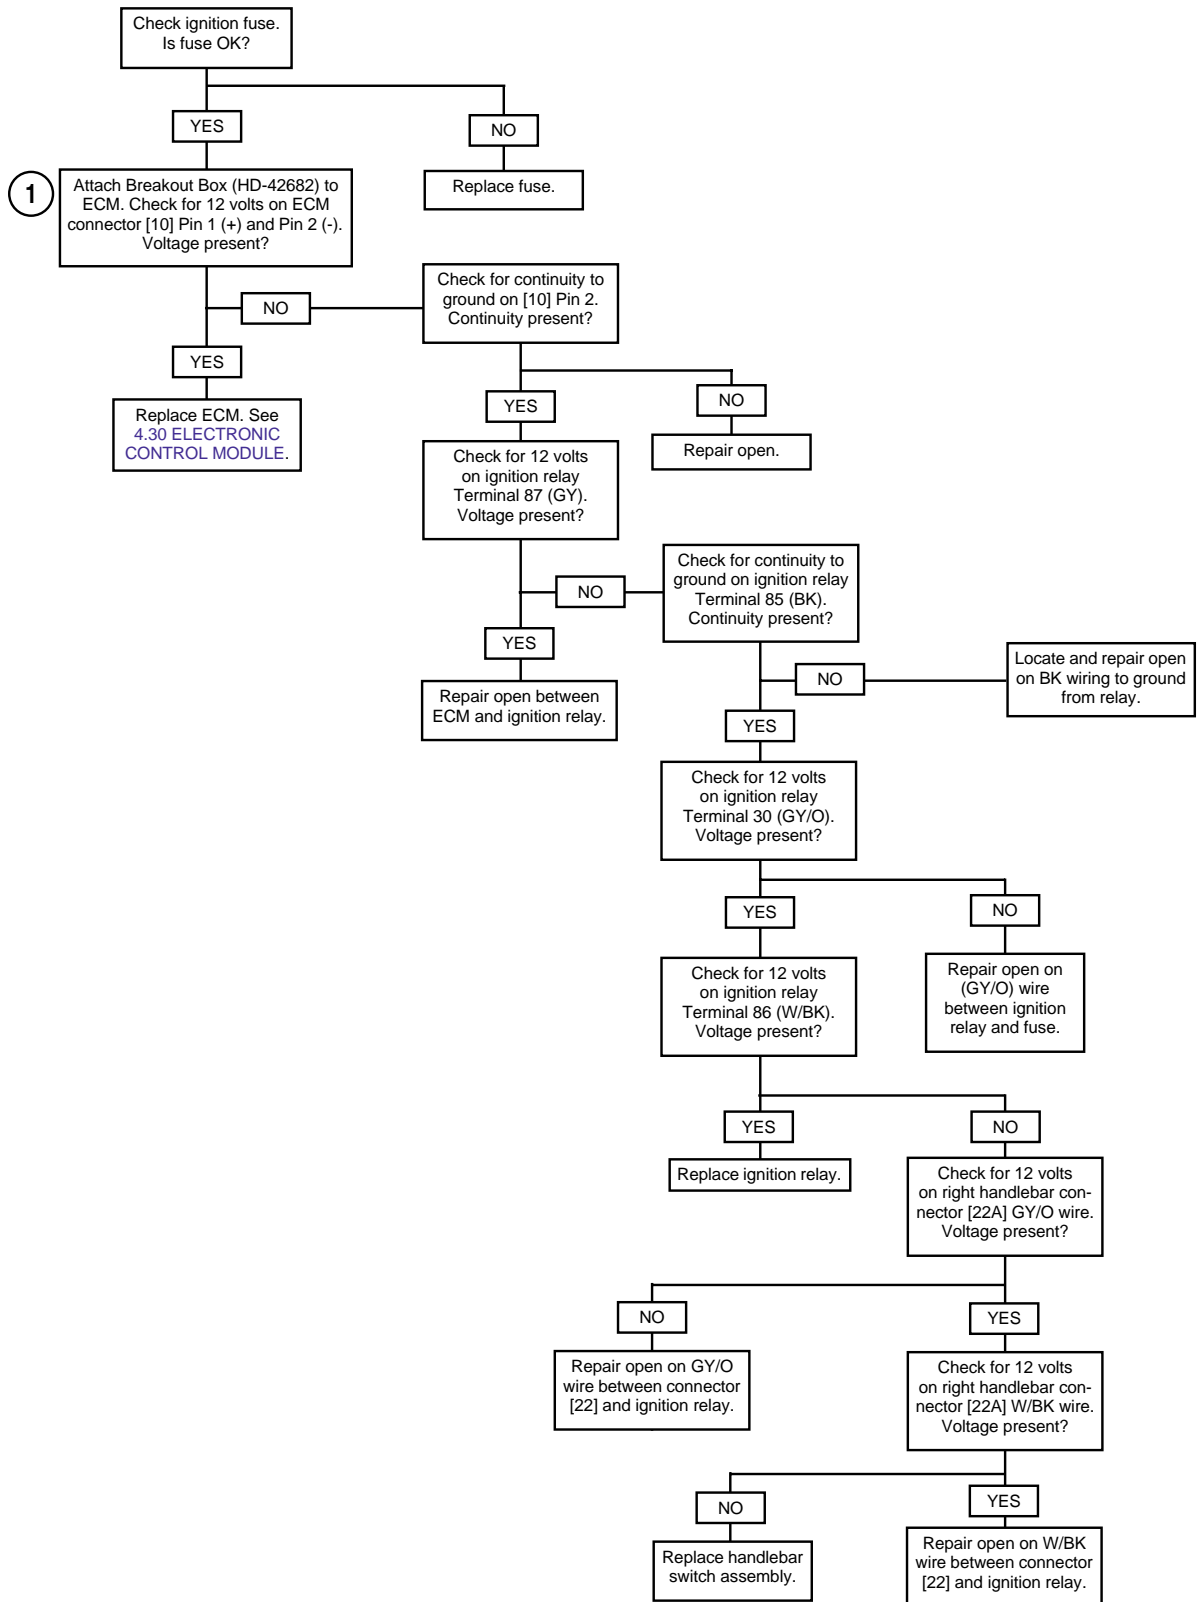 Check ignition fuse.
Is fuse OK?
YES
NO
1
Attach Breakout Box (HD-42682) to
ECM. Check for 12 volts on ECM
connector [10] Pin 1 (+) and Pin 2 (-).
Voltage present?
Replace fuse.
NO
Check for continuity to
ground on [10] Pin 2.
Continuity present?
YES
Replace ECM. See
4.30 ELECTRONIC
CONTROL MODULE.
YES
NO
Check for 12 volts
on ignition relay
Terminal 87 (GY).
Voltage present?
Repair open.
NO
Check for continuity to
ground on ignition relay
Terminal 85 (BK).
Continuity present?
YES
Repair open between
ECM and ignition relay.
NO
Locate and repair open
on BK wiring to ground
from relay.
YES
Check for 12 volts
on ignition relay
Terminal 30 (GY/O).
Voltage present?
YES
NO
Check for 12 volts
on ignition relay
Terminal 86 (W/BK).
Voltage present?
Repair open on
(GY/O) wire
between ignition
relay and fuse.
YES
NO
Replace ignition relay.
Check for 12 volts
on right handlebar con-
nector [22A] GY/O wire.
Voltage present?
NO
YES
Repair open on GY/O
wire between connector
[22] and ignition relay.
Check for 12 volts
on right handlebar con-
nector [22A] W/BK wire.
Voltage present?
NO
YES
Replace handlebar
switch assembly.
Repair open on W/BK
wire between connector
[22] and ignition relay.